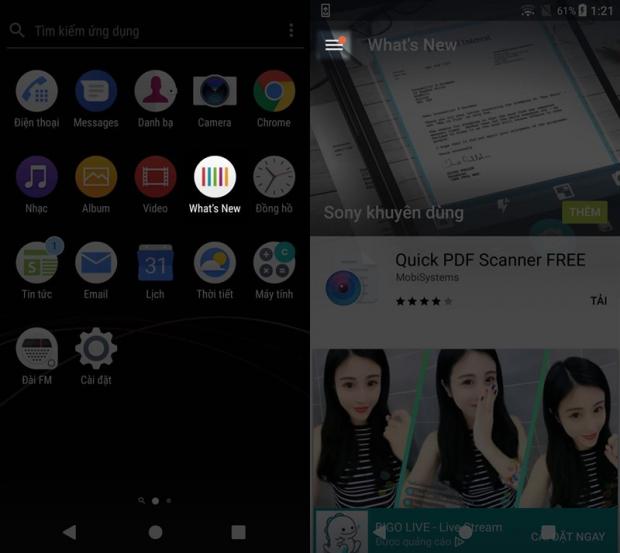 Tìm kiếm ứng dụng
Điện thoại
Messages
Danh bạ
Camera
Chrome
Nhạc
Album
Video
What's New
Đồng hồ
1
31
C
Tin tức
Email
Lịch
Thời tiết
Máy tính
Đài FM
Cài đặt
61% 1:21
What's New
Sony khuyên dùng
THÊM
Quick PDF Scanner FREE
MobiSystems
TẢI
BIGO LIVE - Live Stream
Được quảng cáo
CÀI ĐẶT NGAY